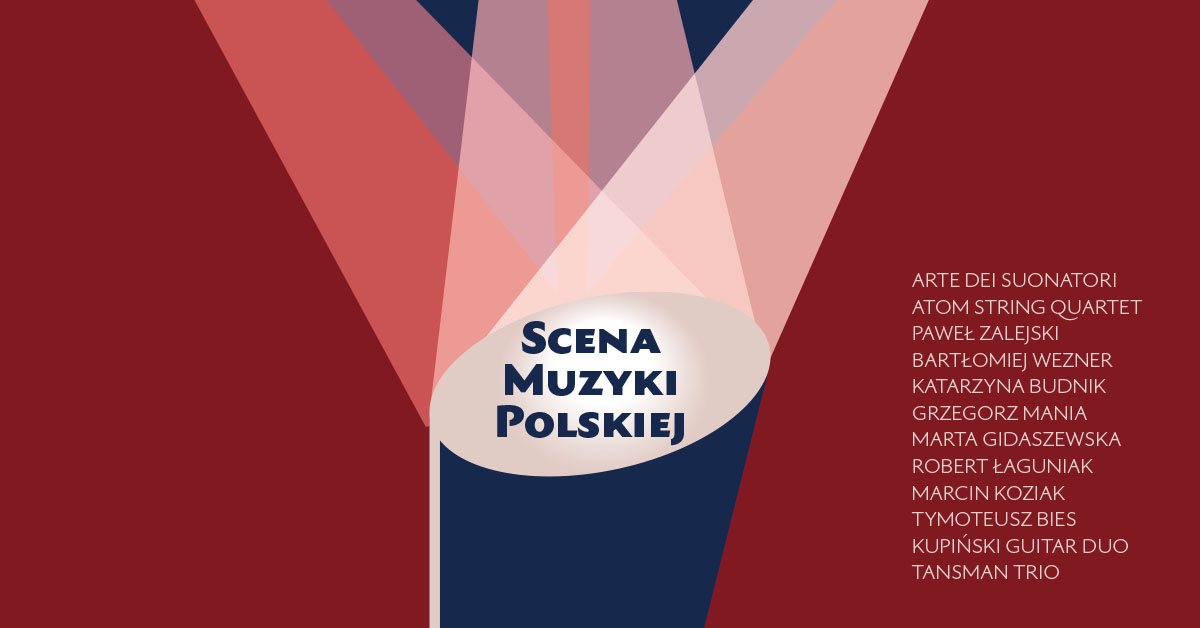 Scena
Muzyki
Polskiej
ARTE DEI SUONATORI
ATOM STRING QUARTET
PAWEŁ ZALEJSKI
BARTŁOMIEJ WEZNER
KATARZYNA BUDNIK
GRZEGORZ MANIA
MARTA GIDASZEWSKA
ROBERT ŁAGUNIAK
MARCIN KOZIAK
TYMOTEUSZ BIES
KUPIŃSKI GUITAR DUO
TANSMAN TRIO